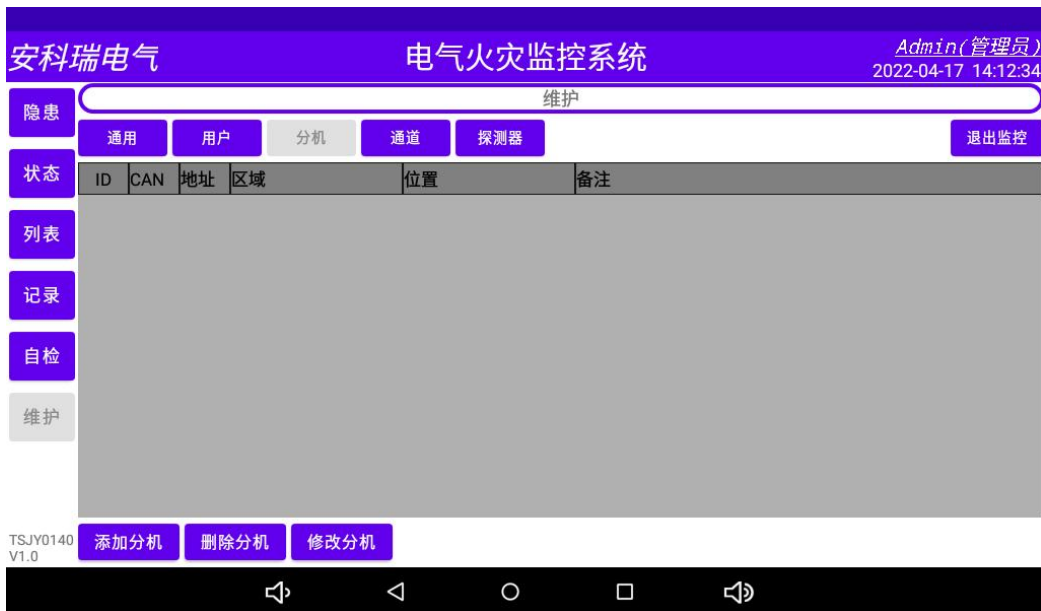 安科瑞电气 电气火灾监控系统 Admin(管理员)
2022-04-17 14:12:34
隐患 维护
通用 用户 分机 通道 探测器 退出监控
状态 ID CAN 地址 区域 位置 备注
列表
记录
自检
维护
TSJY0140
V1.0
添加分机 删除分机 修改分机